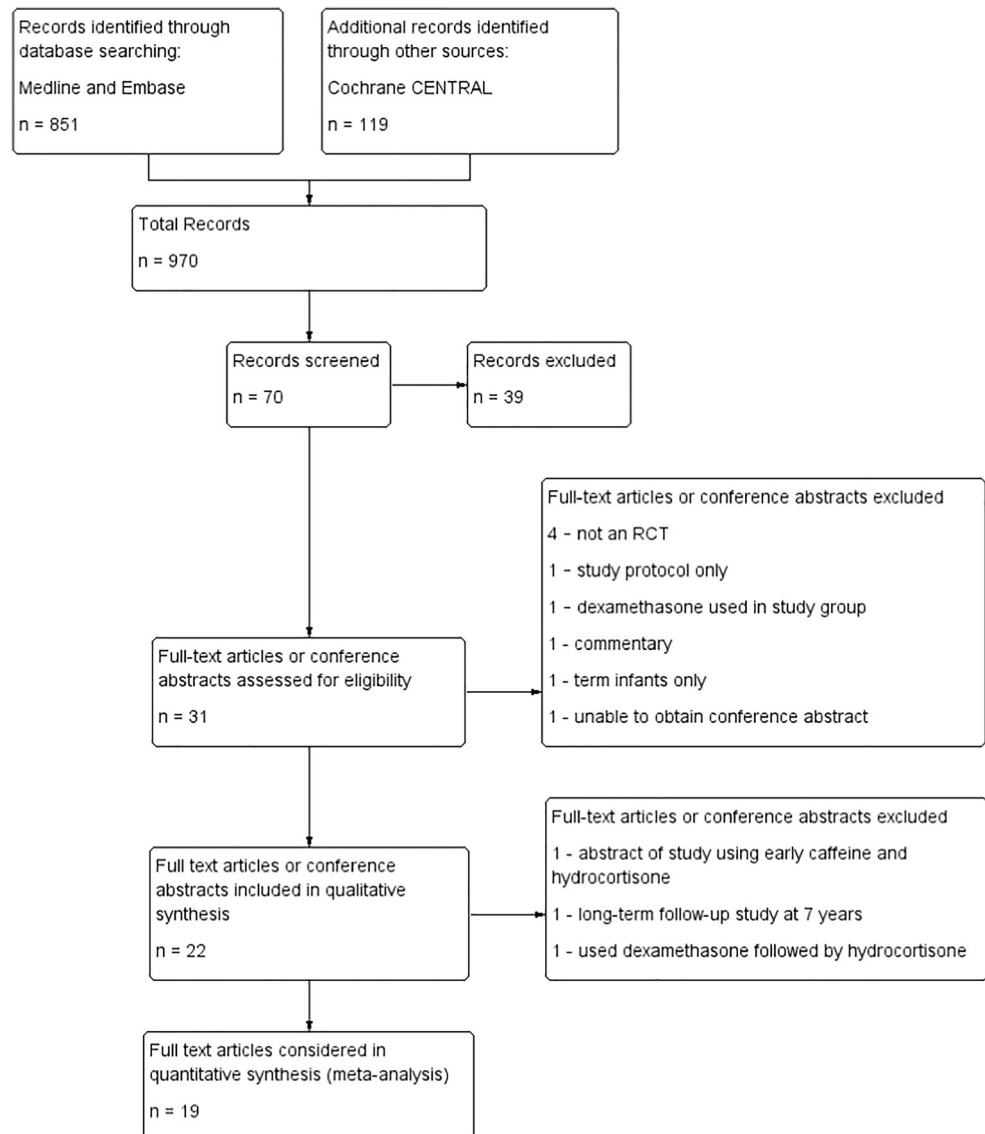 Records identified through
database searching:
Medline and Embase
n = 851
Additional records identified
through other sources:
Cochrane CENTRAL
n = 119
Total Records
n = 970
Records screened
n = 70
Records excluded
n = 39
Full-text articles or conference
abstracts assessed for eligibility
n = 31
Full-text articles or conference abstracts excluded
4 - not an RCT
1 - study protocol only
1 - dexamethasone used in study group
1 - commentary
1 - term infants only
1 - unable to obtain conference abstract
Full text articles or conference
abstracts included in qualitative
synthesis
n = 22
Full-text articles or conference abstracts excluded
1 - abstract of study using early caffeine and
hydrocortisone
1 - long-term follow-up study at 7 years
1 - used dexamethasone followed by hydrocortisone
Full text articles considered in
quantitative synthesis (meta-analysis)
n = 19